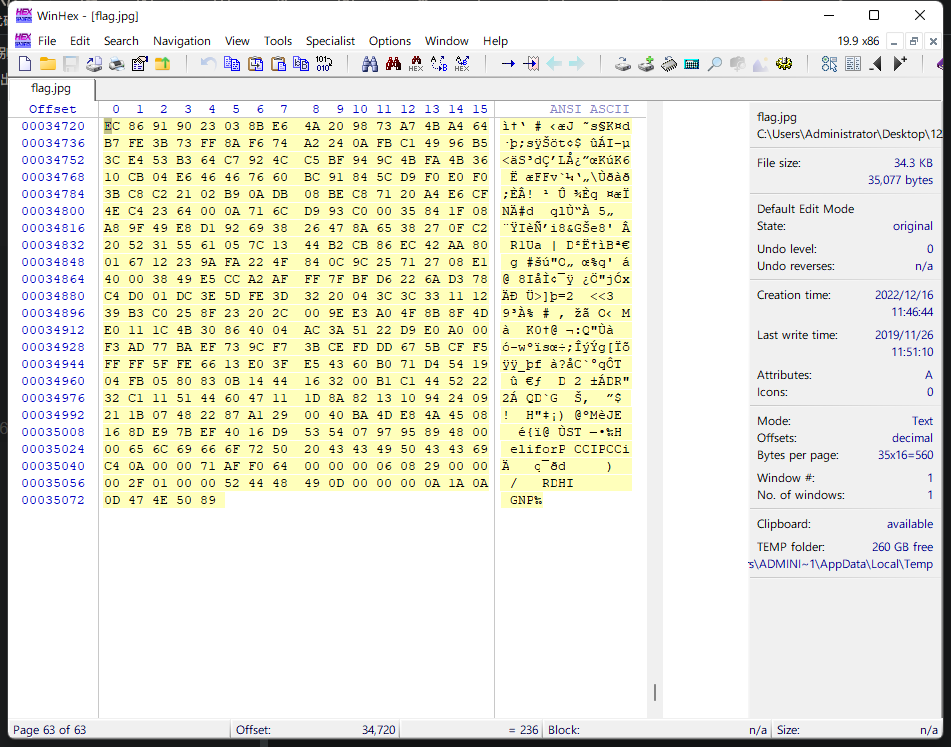 WinHex - [flag.jpg]
File Edit Search Navigation View Tools Specialist Options Window Help
19.9 x86
flag.jpg
Offset 0 1 2 3 4 5 6 7 8 9 10 11 12 13 14 15 ANSI ASCII
00034720 EC 86 91 90 23 03 8B E6 4A 20 98 73 A7 4B A4 64 ì†‘ # ‹æJ ˜s§K¤d
00034736 B7 FE 3B 73 FF 8A F6 74 A2 24 0A FB C1 49 96 B5 ·þ;sÿŠöt¢$ ûÁI–µ
00034752 3C E4 53 B3 64 C7 92 4C C5 BF 94 9C 4B FA 4B 36 <äS³dÇ’LÅ¿”œKúK6
00034768 10 CB 04 E6 46 46 76 60 BC 91 84 5C D9 F0 E0 F0 Ë æFFv`¼‘„\Ùðàð
00034784 3B C8 C2 21 02 B9 0A DB 08 BE C8 71 20 A4 E6 CF ;ÈÂ! ¹ Û ¾Èq ¤æÏ
00034800 4E C4 23 64 00 0A 71 6C D9 93 C0 00 35 84 1F 08 NÄ#d qlÙ“À 5„
00034816 A8 9F 49 E8 D1 92 69 38 26 47 8A 65 38 27 0F C2 ¨ŸIèÑ’i8&GŠe8' Â
00034832 20 52 31 55 61 05 7C 13 44 B2 CB 86 EC 42 AA 80 R1Ua | D²Ë†ìBª€
00034848 01 67 12 23 9A FA 22 4F 84 0C 9C 25 71 27 08 E1 g #šú"O„ œ%q' á
00034864 40 00 38 49 E5 CC A2 AF FF 7F BF D6 22 6A D3 78 @ 8IåÌ¢¯ÿ ¿Ö"jÓx
00034880 C4 D0 01 DC 3E 5D FE 3D 32 20 04 3C 3C 33 11 12 ÄÐ Ü>]þ=2 <<3
00034896 39 B3 C0 25 8F 23 20 2C 00 9E E3 A0 4F 8B 8F 4D 9³À% # , žã O‹ M
00034912 E0 11 1C 4B 30 86 40 04 AC 3A 51 22 D9 E0 A0 00 à K0†@ ¬:Q"Ùà
00034928 F3 AD 77 BA EF 73 9C F7 3B CE FD DD 67 5B CF F5 ó-wºïsœ÷;ÎýÝg[Ïõ
00034944 FF FF 5F FE 66 13 E0 3F E5 43 60 B0 71 D4 54 19 ÿÿ_þf à?åC`°qÔT
00034960 04 FB 05 80 83 0B 14 44 16 32 00 B1 C1 44 52 22 û €ƒ D 2 ±ÁDR"
00034976 32 C1 11 51 44 60 47 11 1D 8A 82 13 10 94 24 09 2Á QD`G Š‚ ”$
00034992 21 1B 07 48 22 87 A1 29 00 40 BA 4D E8 4A 45 08 ! H"‡¡) @ºMèJE
00035008 16 8D E9 7B EF 40 16 D9 53 54 07 97 95 89 48 00 é{ï@ ÙST —•‰H
00035024 00 65 6C 69 66 6F 72 50 20 43 43 49 50 43 43 69 eliforP CCIPCCi
00035040 C4 0A 00 00 71 AF F0 64 00 00 00 06 08 29 00 00 Ä q¯ðd )
00035056 00 2F 01 00 00 52 44 48 49 0D 00 00 00 0A 1A 0A / RDHI
00035072 0D 47 4E 50 89 GNP‰
flag.jpg
C:\Users\Administrator\Desktop\12
File size: 34.3 KB
35,077 bytes
Default Edit Mode
State: original
Undo level: 0
Undo reverses: n/a
Creation time: 2022/12/16
11:46:44
Last write time: 2019/11/26
11:51:10
Attributes: A
Icons: 0
Mode: Text
Offsets: decimal
Bytes per page: 35x16=560
Window #: 1
No. of windows: 1
Clipboard: available
TEMP folder: 260 GB free
s\ADMINI~1\AppData\Local\Temp
Page 63 of 63 Offset: 34,720 = 236 Block: n/a Size: n/a